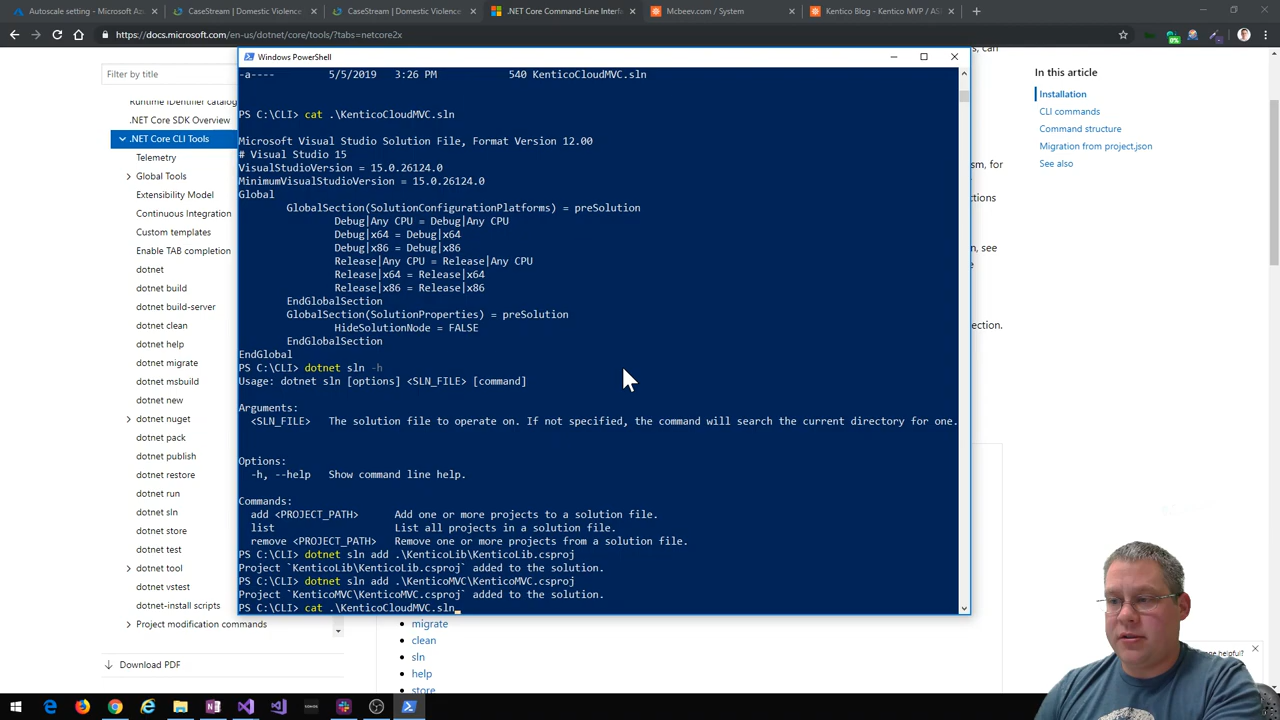 Autoscale setting - Microsoft Az
CaseStream | Domestic Violence
CaseStream | Domestic Violence
.NET Core Command-Line Interf
Mcbeev.com / System
Kentico Blog - Kentico MVP / AS
https://docs.microsoft.com/en-us/dotnet/core/tools/?tabs=netcore2x
Filter by title
Runtime IDentifier catalog
.NET Core SDK Overview
.NET Core CLI Tools
Telemetry
Global Tools
Extensibility Model
Continuous Integration
Custom templates
Enable TAB completion
dotnet
dotnet build
dotnet build-server
dotnet clean
dotnet help
dotnet migrate
dotnet msbuild
dotnet new
dotnet nuget
dotnet pack
dotnet publish
dotnet restore
dotnet run
dotnet sln
dotnet store
dotnet test
dotnet tool
dotnet vstest
dotnet-install scripts
Project modification commands
Download PDF
Windows PowerShell
-a---- 5/5/2019 3:26 PM 540 KenticoCloudMVC.sln
PS C:\CLI> cat .\KenticoCloudMVC.sln
Microsoft Visual Studio Solution File, Format Version 12.00
# Visual Studio 15
VisualStudioVersion = 15.0.26124.0
MinimumVisualStudioVersion = 15.0.26124.0
Global
GlobalSection(SolutionConfigurationPlatforms) = preSolution
Debug|Any CPU = Debug|Any CPU
Debug|x64 = Debug|x64
Debug|x86 = Debug|x86
Release|Any CPU = Release|Any CPU
Release|x64 = Release|x64
Release|x86 = Release|x86
EndGlobalSection
GlobalSection(SolutionProperties) = preSolution
HideSolutionNode = FALSE
EndGlobalSection
EndGlobal
PS C:\CLI> dotnet sln -h
Usage: dotnet sln [options] <SLN_FILE> [command]
Arguments:
<SLN_FILE> The solution file to operate on. If not specified, the command will search the current directory for one.
Options:
-h, --help Show command line help.
Commands:
add <PROJECT_PATH> Add one or more projects to a solution file.
list List all projects in a solution file.
remove <PROJECT_PATH> Remove one or more projects from a solution file.
PS C:\CLI> dotnet sln add .\KenticoLib\KenticoLib.csproj
Project `KenticoLib\KenticoLib.csproj` added to the solution.
PS C:\CLI> dotnet sln add .\KenticoMVC\KenticoMVC.csproj
Project `KenticoMVC\KenticoMVC.csproj` added to the solution.
PS C:\CLI> cat .\KenticoCloudMVC.sln
migrate
clean
sln
help
store
, can
sm, for
ctions
n, see
e
ection.
In this article
Installation
CLI commands
Command structure
Migration from project.json
See also
ge helpful?